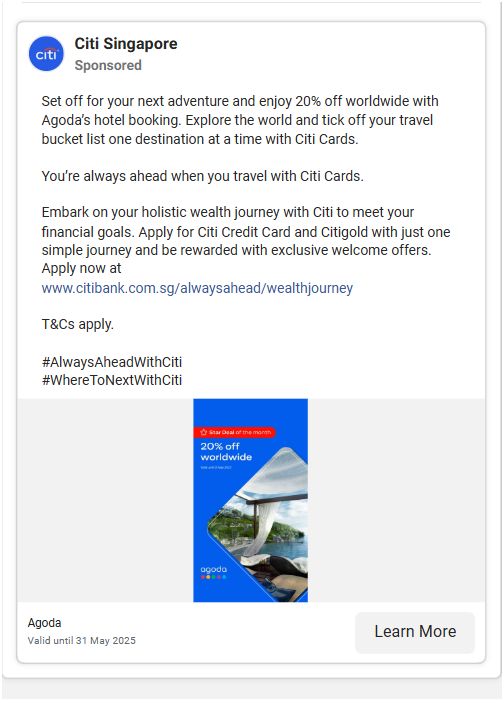 citi
Citi Singapore
Sponsored
Set off for your next adventure and enjoy 20% off worldwide with
Agoda's hotel booking. Explore the world and tick off your travel
bucket list one destination at a time with Citi Cards.
You're always ahead when you travel with Citi Cards.
Embark on your holistic wealth journey with Citi to meet your
financial goals. Apply for Citi Credit Card and Citigold with just one
simple journey and be rewarded with exclusive welcome offers.
Apply now at
www.citibank.com.sg/alwaysahead/wealthjourney
T&Cs apply.
#AlwaysAheadWithCiti
#WhereToNextWithCiti
Star Deal of the month
20% off
worldwide
agoda
Agoda
Valid until 31 May 2025
Learn More